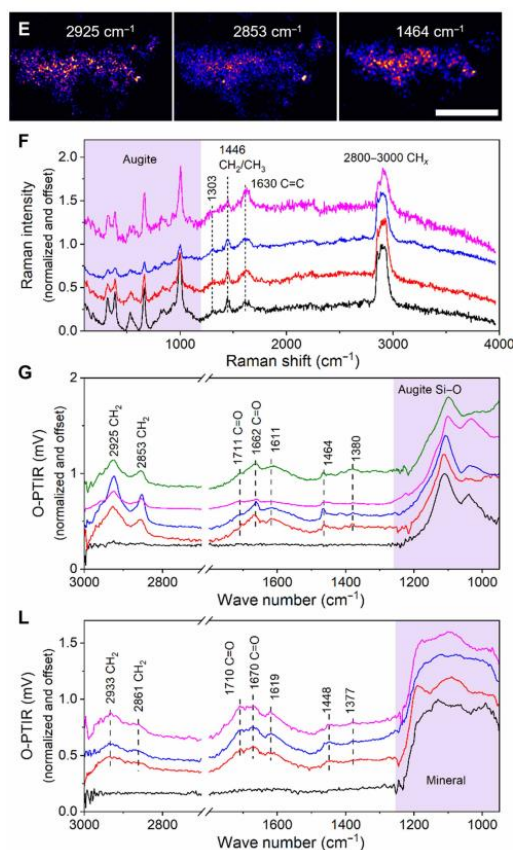 E
2925 cm⁻¹ 2853 cm⁻¹ 1464 cm⁻¹
F
Augite
1303
1446
CH₂/CH₃
1630 C=C
2800–3000 CHₓ
Raman intensity
(normalized and offset)
2.0
1.5
1.0
0.5
0.0
1000 2000 3000 4000
Raman shift (cm⁻¹)
G
2925 CH₂
2853 CH₂
1711 C=O
1662 C=O
1611
1464
1380
Augite Si–O
O-PTIR (mV)
(normalized and offset)
2
1
0
3000 2800 1600 1400 1200 1000
Wave number (cm⁻¹)
L
2933 CH₂
2861 CH₂
1710 C=O
1670 C=O
1619
1448
1377
Mineral
O-PTIR (mV)
(normalized and offset)
1.5
1.0
0.5
0.0
3000 2800 1600 1400 1200 1000
Wave number (cm⁻¹)